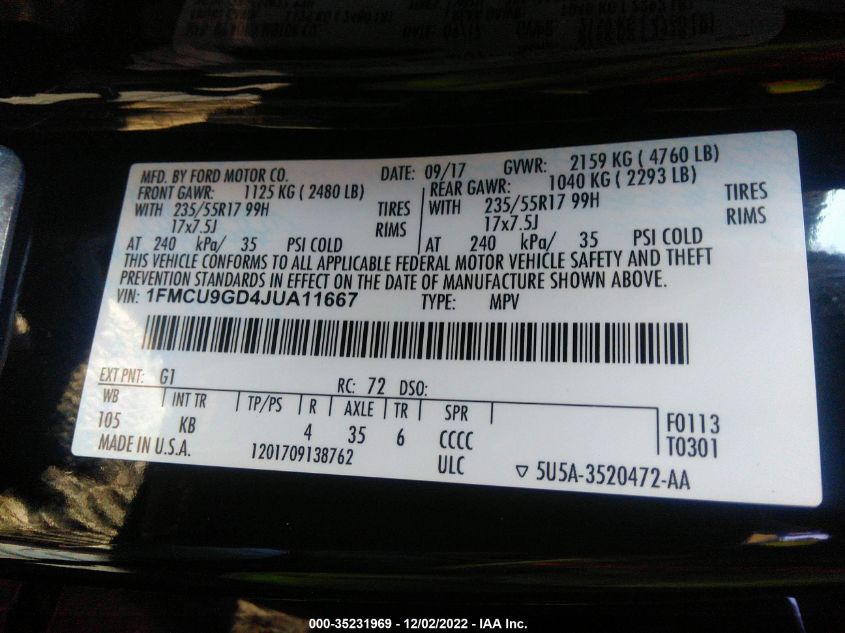 MFD. BY FORD MOTOR CO. DATE: 09/17 GVWR: 2159 KG ( 4760 LB)
FRONT GAWR: 1125 KG ( 2480 LB) REAR GAWR: 1040 KG ( 2293 LB)
WITH 235/55R17 99H TIRES WITH 235/55R17 99H TIRES
17x7.5J RIMS 17x7.5J RIMS
AT 240 kPa/ 35 PSI COLD AT 240 kPa/ 35 PSI COLD
THIS VEHICLE CONFORMS TO ALL APPLICABLE FEDERAL MOTOR VEHICLE SAFETY AND THEFT
PREVENTION STANDARDS IN EFFECT ON THE DATE OF MANUFACTURE SHOWN ABOVE.
VIN: 1FMCU9GD4JUA11667 TYPE: MPV
EXT PNT: G1 RC: 72 DSO:
WB INT TR TP/PS R AXLE TR SPR
105 KB 4 35 6 CCCC F0113
T0301
MADE IN U.S.A. 1201709138762 ULC ▽ 5U5A-3520472-AA
000-35231969 - 12/02/2022 - IAA Inc.